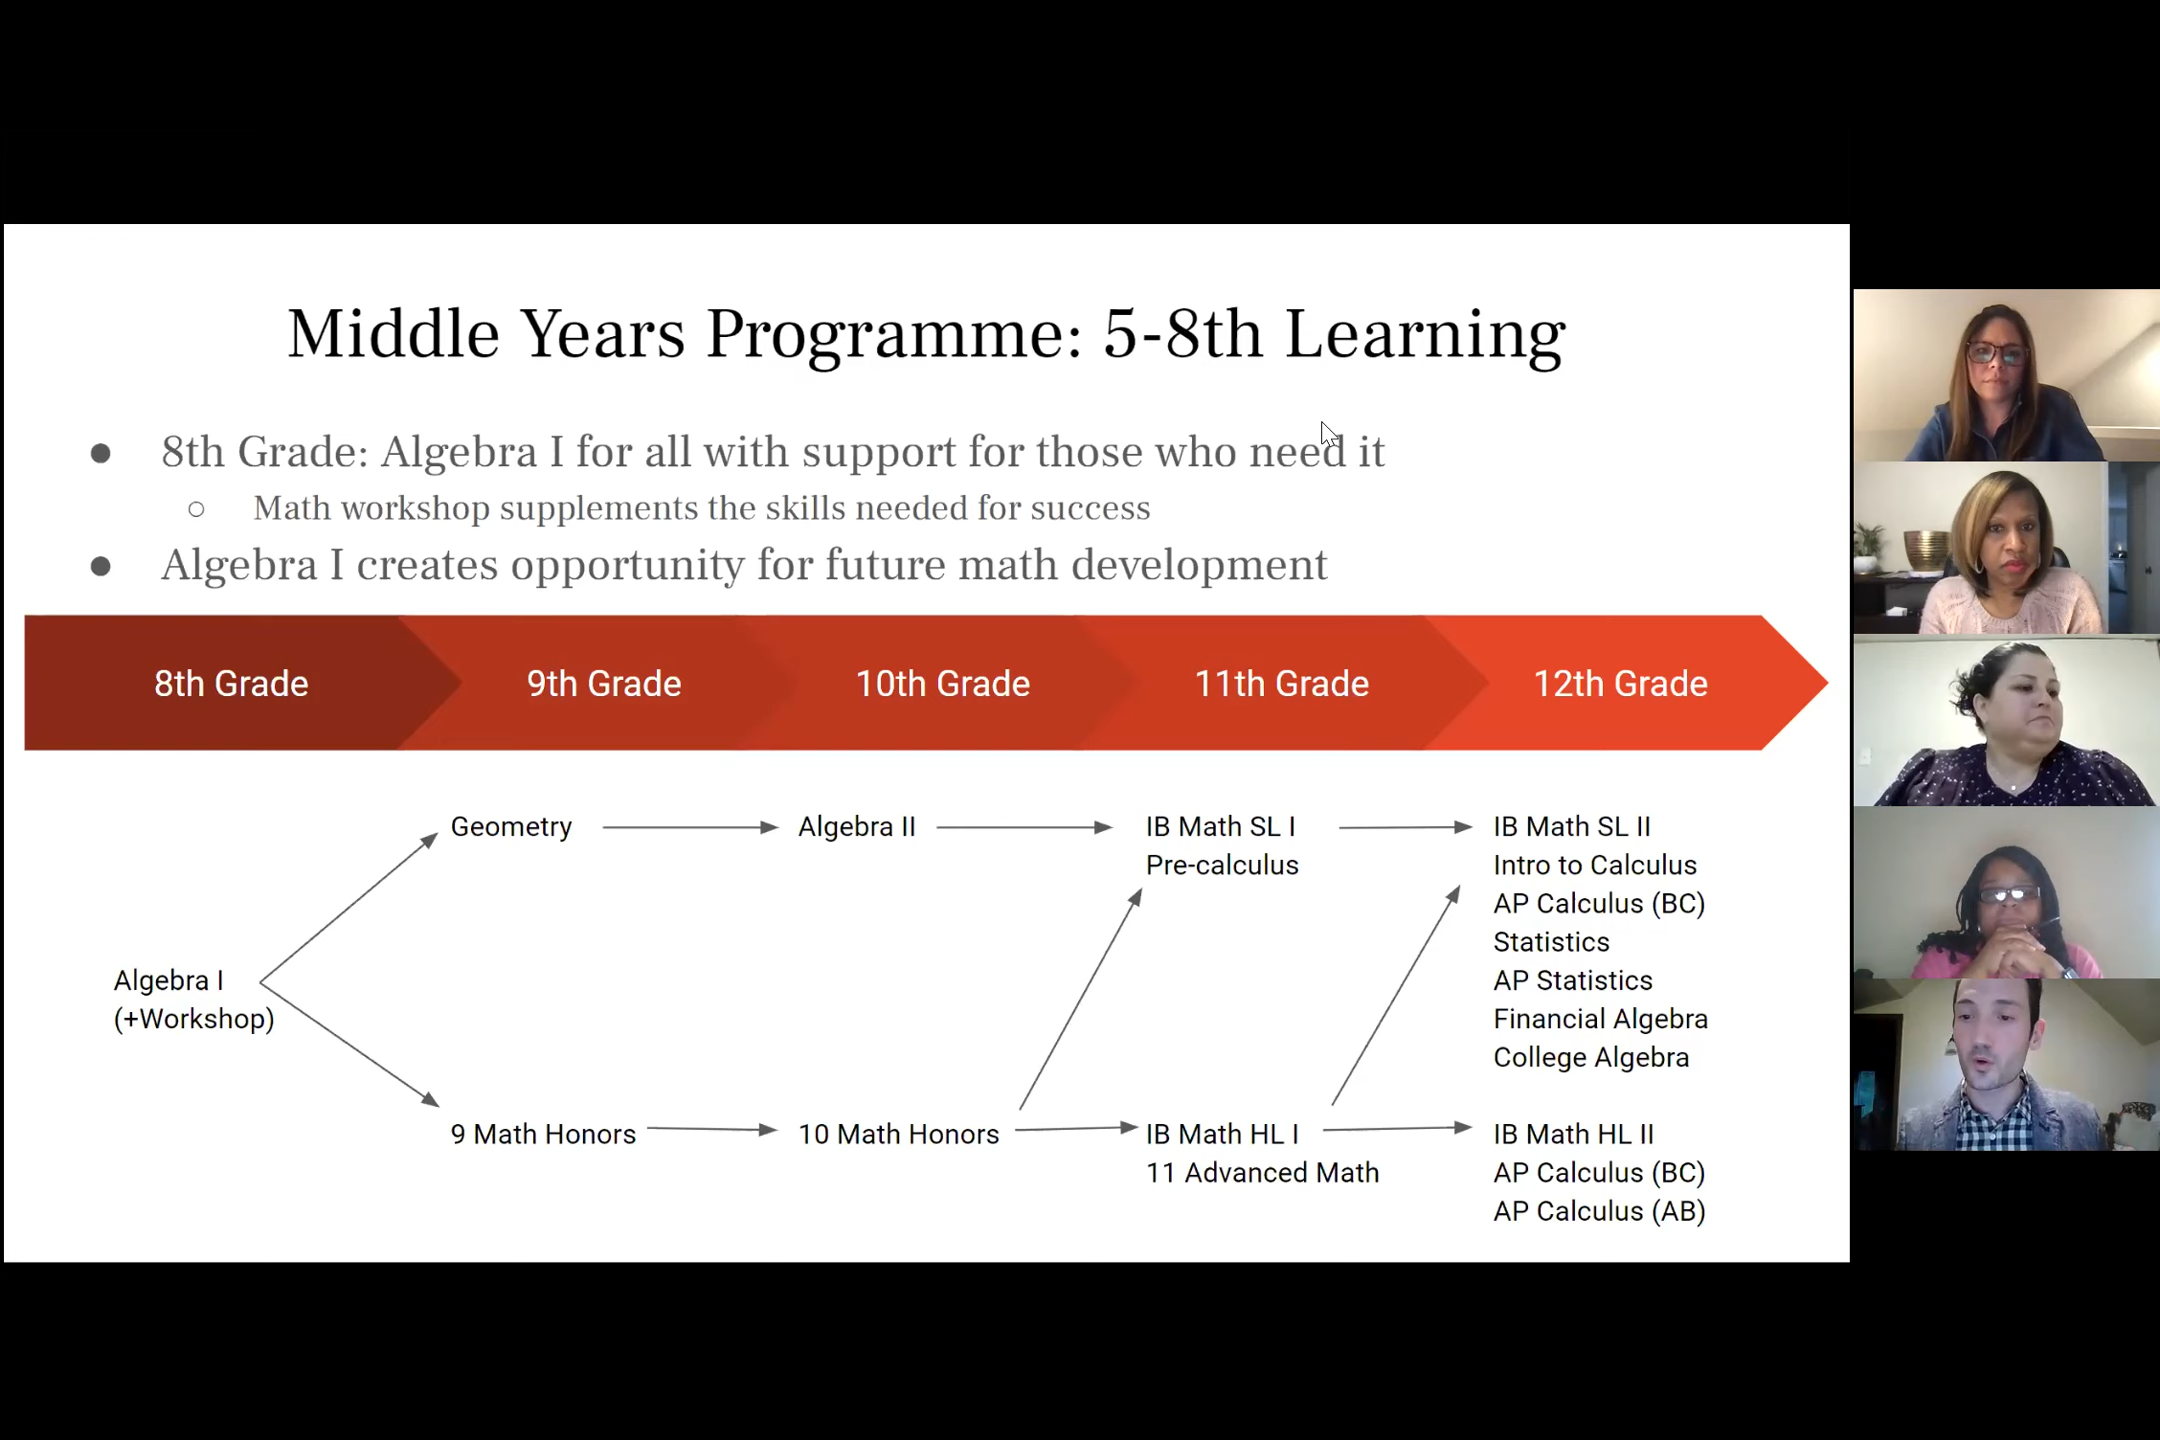 Middle Years Programme: 5-8th Learning
● 8th Grade: Algebra I for all with support for those who need it
○ Math workshop supplements the skills needed for success
● Algebra I creates opportunity for future math development
8th Grade
9th Grade
10th Grade
11th Grade
12th Grade
Algebra I
(+Workshop)
Geometry
Algebra II
IB Math SL I
Pre-calculus
IB Math SL II
Intro to Calculus
AP Calculus (BC)
Statistics
AP Statistics
Financial Algebra
College Algebra
9 Math Honors
10 Math Honors
IB Math HL I
11 Advanced Math
IB Math HL II
AP Calculus (BC)
AP Calculus (AB)